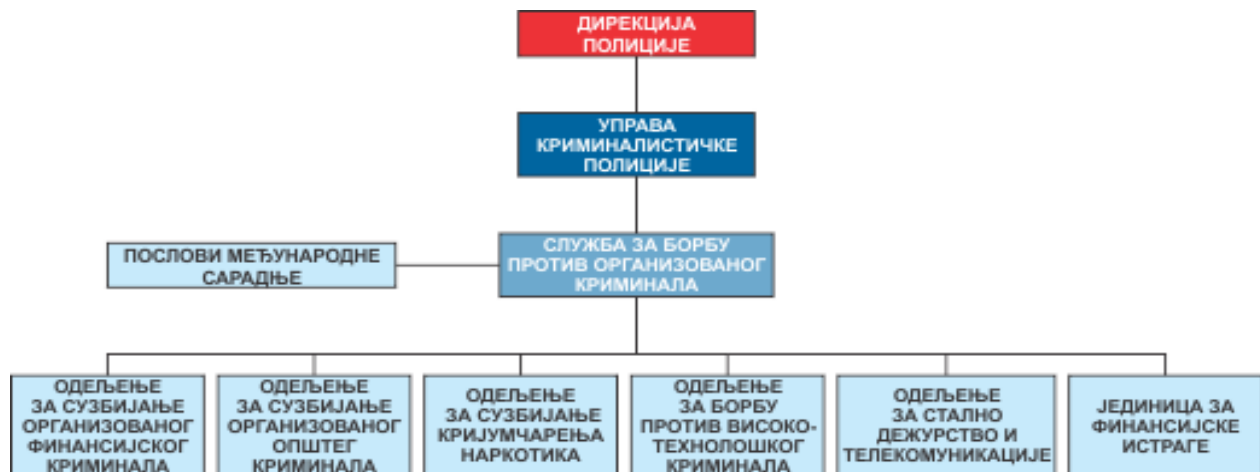 ДИРЕКЦИЈА
ПОЛИЦИЈЕ
УПРАВА
КРИМИНАЛИСТИЧКЕ
ПОЛИЦИЈЕ
ПОСЛОВИ МЕЂУНАРОДНЕ
САРАДЊЕ
СЛУЖБА ЗА БОРБУ
ПРОТИВ ОРГАНИЗОВАНОГ
КРИМИНАЛА
ОДЕЉЕЊЕ
ЗА СУЗБИЈАЊЕ
ОРГАНИЗОВАНОГ
ФИНАНСИЈСКОГ
КРИМИНАЛА
ОДЕЉЕЊЕ
ЗА СУЗБИЈАЊЕ
ОРГАНИЗОВАНОГ
ОПШТЕГ
КРИМИНАЛА
ОДЕЉЕЊЕ
ЗА СУЗБИЈАЊЕ
КРИЈУМЧАРЕЊА
НАРКОТИКА
ОДЕЉЕЊЕ
ЗА БОРБУ
ПРОТИВ ВИСОКО-
ТЕХНОЛОШКОГ
КРИМИНАЛА
ОДЕЉЕЊЕ
ЗА СТАЛНО
ДЕЖУРСТВО И
ТЕЛЕКОМУНИКАЦИЈЕ
ЈЕДИНИЦА ЗА
ФИНАНСИЈСКЕ
ИСТРАГЕ